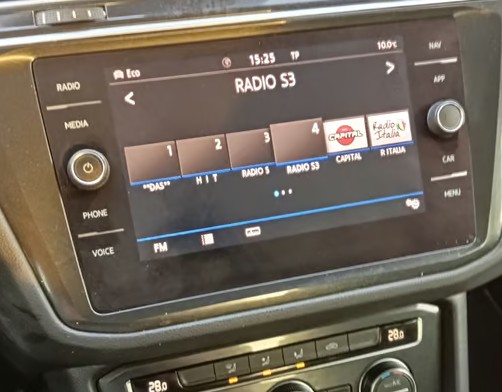 RADIO
MEDIA
PHONE
VOICE
Eco 15:25 TP 10.0°C
< RADIO S3 >
1 2 3 4 CAPITAL Radio Italia
"DAS" H I T RADIO S RADIO S3 CAPITAL R ITALIA
FM
NAV
APP
CAR
MENU
28.0 28.0